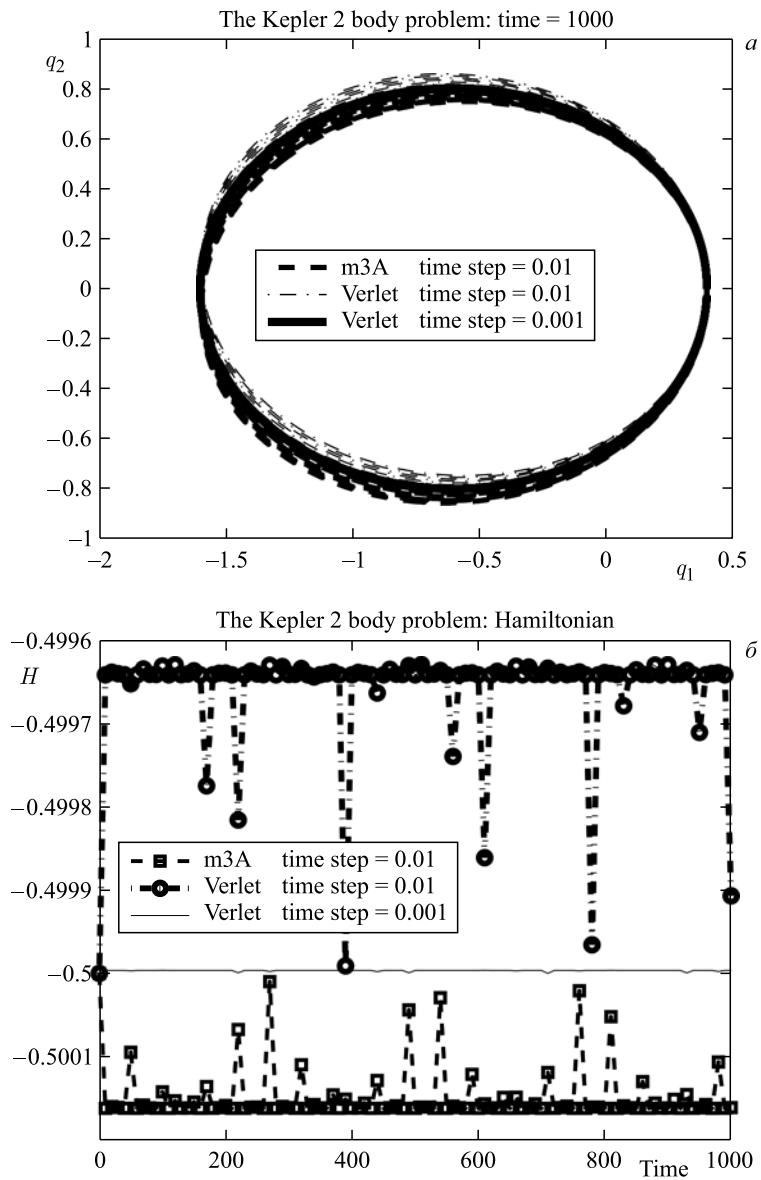 The Kepler 2 body problem: time = 1000
а
q2
1
0.8
0.6
0.4
0.2
0
−0.2
−0.4
−0.6
−0.8
−1
m3A time step = 0.01
Verlet time step = 0.01
Verlet time step = 0.001
−2 −1.5 −1 −0.5 0 0.5
q1
The Kepler 2 body problem: Hamiltonian
б
H
−0.4996
−0.4997
−0.4998
−0.4999
−0.5
−0.5001
m3A time step = 0.01
Verlet time step = 0.01
Verlet time step = 0.001
0 200 400 600 800 1000
Time